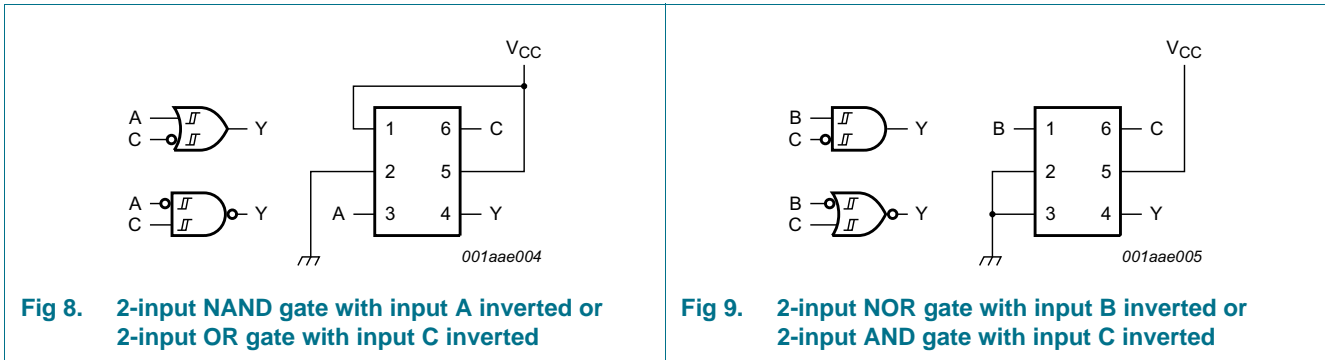 VCC
A
C
Y
1 6 C
2 5
A 3 4 Y
A
C
Y
001aae004
Fig 8. 2-input NAND gate with input A inverted or
2-input OR gate with input C inverted
VCC
B
C
Y
B 1 6 C
2 5
3 4 Y
B
C
Y
001aae005
Fig 9. 2-input NOR gate with input B inverted or
2-input AND gate with input C inverted